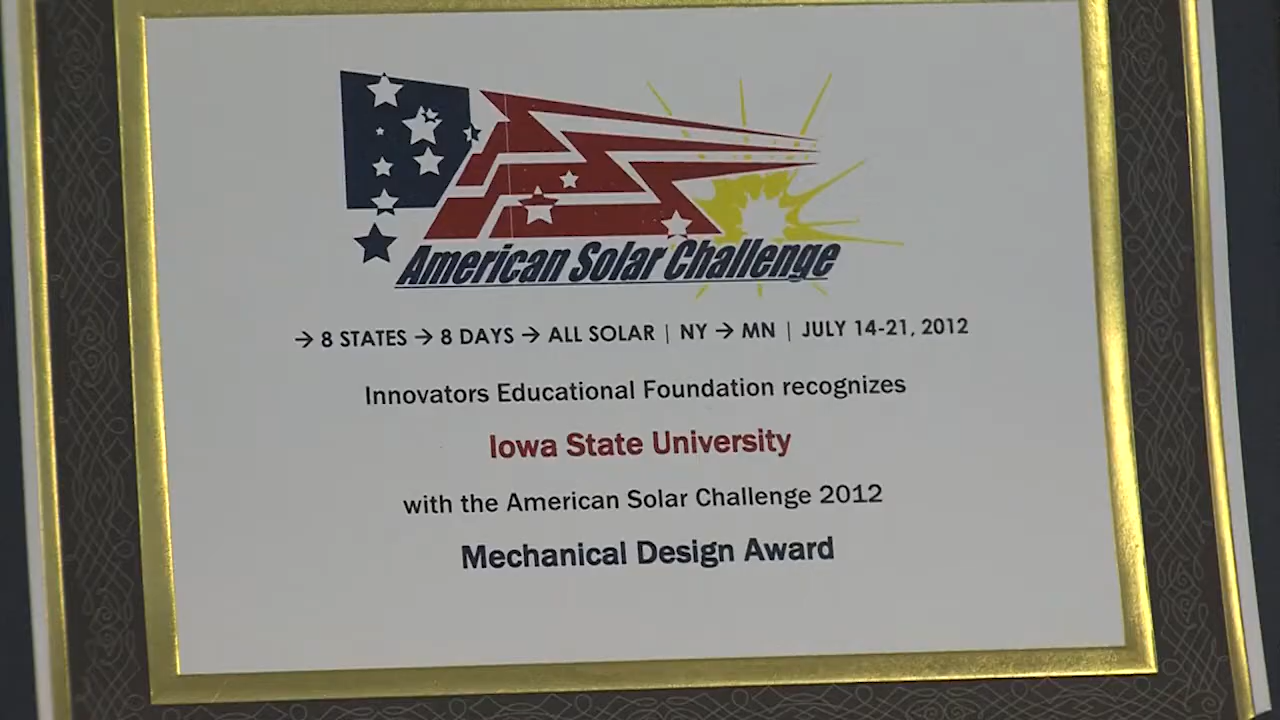 American Solar Challenge
→ 8 STATES → 8 DAYS → ALL SOLAR | NY → MN | JULY 14-21, 2012
Innovators Educational Foundation recognizes
Iowa State University
with the American Solar Challenge 2012
Mechanical Design Award